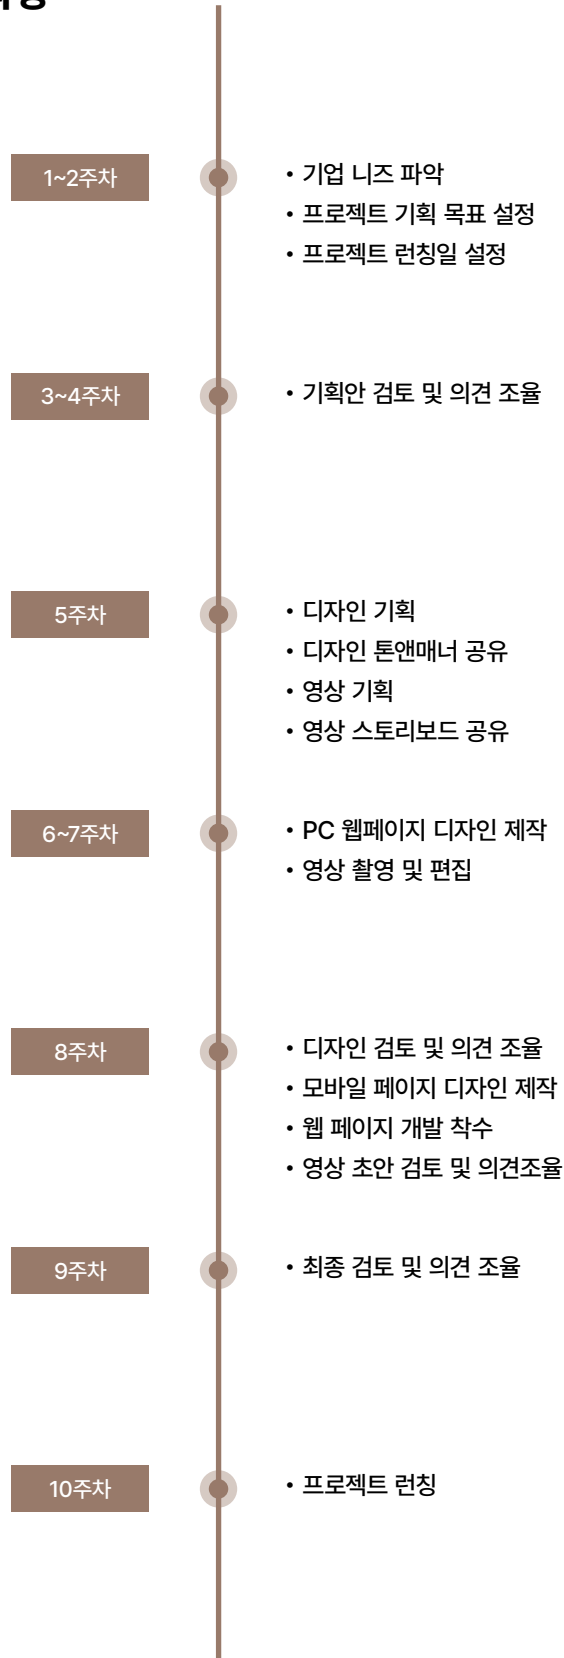 1~2주차
• 기업 니즈 파악
• 프로젝트 기획 목표 설정
• 프로젝트 런칭일 설정
3~4주차
• 기획안 검토 및 의견 조율
5주차
• 디자인 기획
• 디자인 톤앤매너 공유
• 영상 기획
• 영상 스토리보드 공유
6~7주차
• PC 웹페이지 디자인 제작
• 영상 촬영 및 편집
8주차
• 디자인 검토 및 의견 조율
• 모바일 페이지 디자인 제작
• 웹 페이지 개발 착수
• 영상 초안 검토 및 의견조율
9주차
• 최종 검토 및 의견 조율
10주차
• 프로젝트 런칭